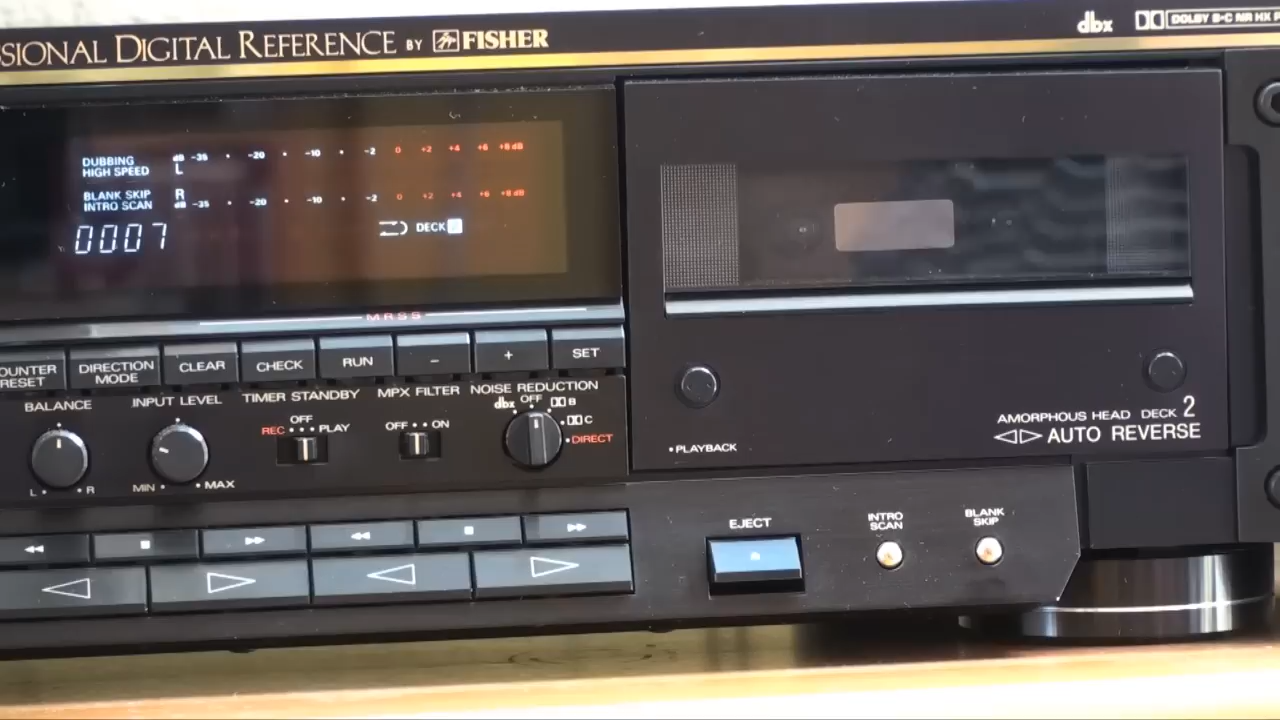 SSIONAL DIGITAL REFERENCE BY FISHER
dbx DOLBY B-C NR HX P
DUBBING
HIGH SPEED
dB -35 -20 -10 -2 0 +2 +4 +6 +8 dB
L
BLANK SKIP
INTRO SCAN
R
dB -35 -20 -10 -2 0 +2 +4 +6 +8 dB
0007
DECK 2
MRSS
OUNTER
RESET
DIRECTION
MODE
CLEAR
CHECK
RUN
–
+
SET
BALANCE
L R
INPUT LEVEL
MIN MAX
TIMER STANDBY
OFF
REC PLAY
MPX FILTER
OFF ON
NOISE REDUCTION
dbx OFF B
C
DIRECT
PLAYBACK
AMORPHOUS HEAD DECK 2
AUTO REVERSE
EJECT
INTRO
SCAN
BLANK
SKIP